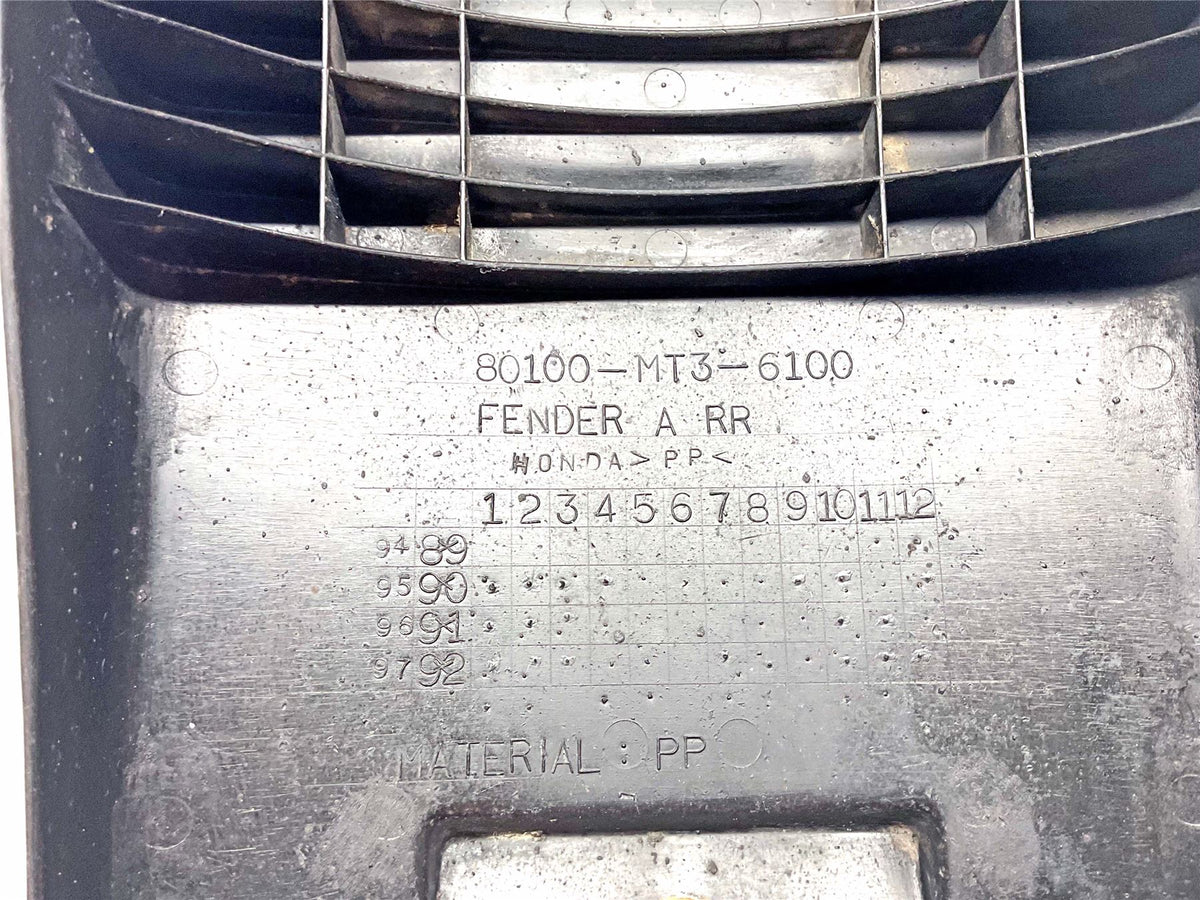 80100-MT3-6100
FENDER A RR
HONDA >PP<
1 2 3 4 5 6 7 8 9 10 11 12
94 89
95 90
96 91
97 92
MATERIAL : PP